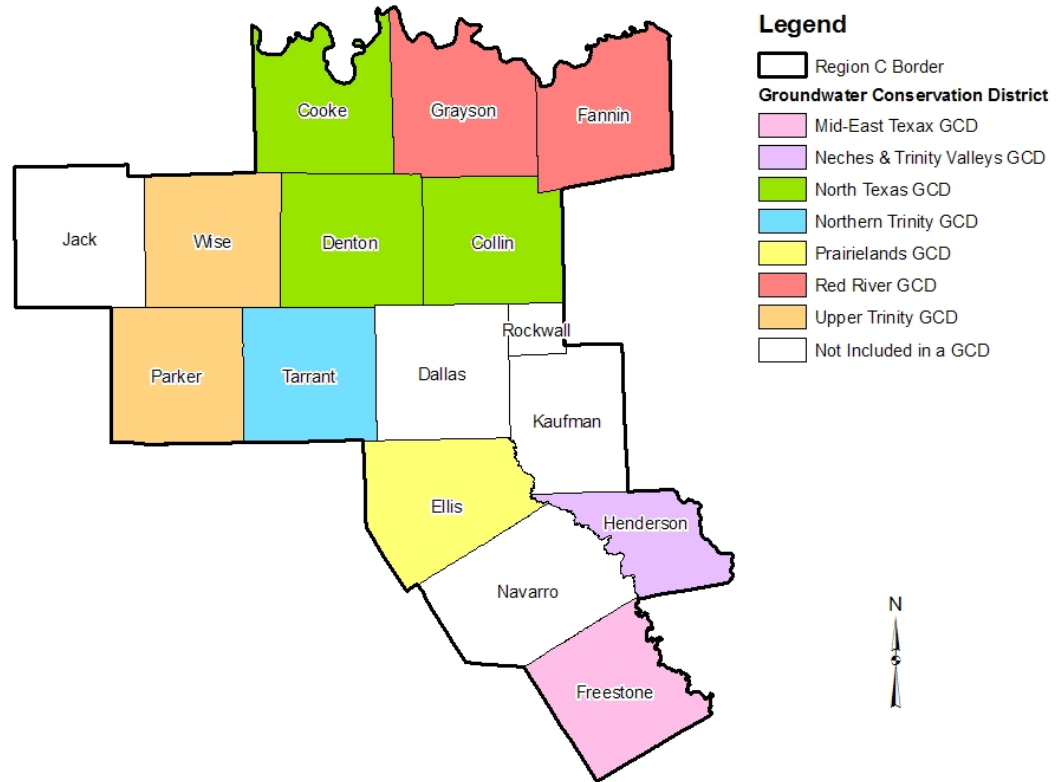 Legend
Region C Border
Groundwater Conservation District
Mid-East Texax GCD
Neches & Trinity Valleys GCD
North Texas GCD
Northern Trinity GCD
Prairielands GCD
Red River GCD
Upper Trinity GCD
Not Included in a GCD
Cooke
Grayson
Fannin
Jack
Wise
Denton
Collin
Rockwall
Parker
Tarrant
Dallas
Kaufman
Ellis
Henderson
Navarro
Freestone
N